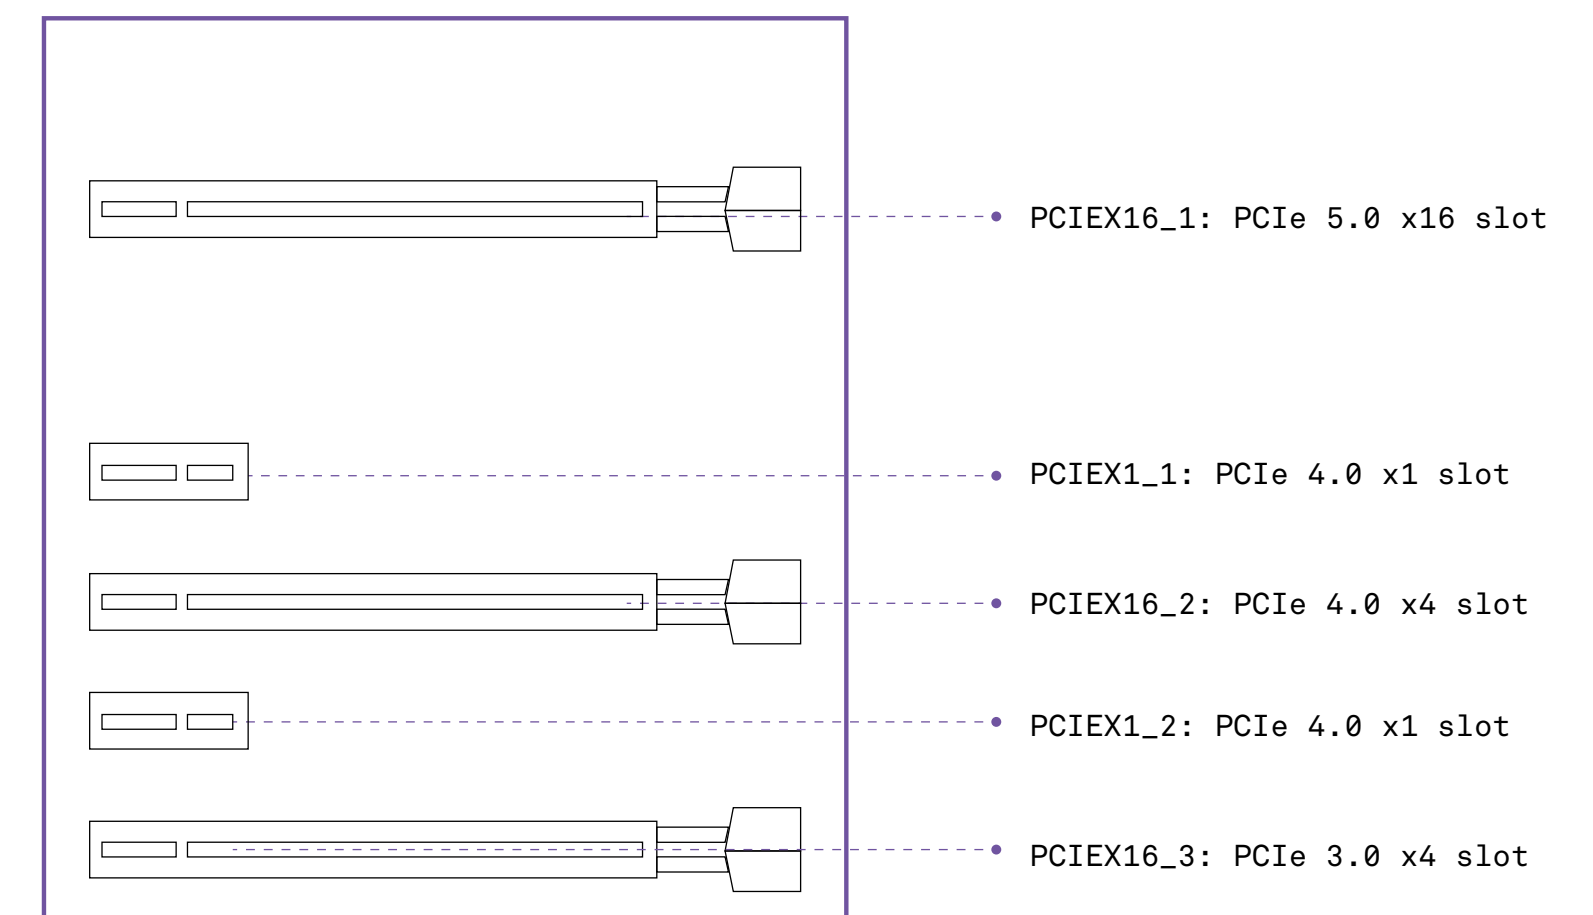 PCIEX16_1: PCIe 5.0 x16 slot
PCIEX1_1: PCIe 4.0 x1 slot
PCIEX16_2: PCIe 4.0 x4 slot
PCIEX1_2: PCIe 4.0 x1 slot
PCIEX16_3: PCIe 3.0 x4 slot